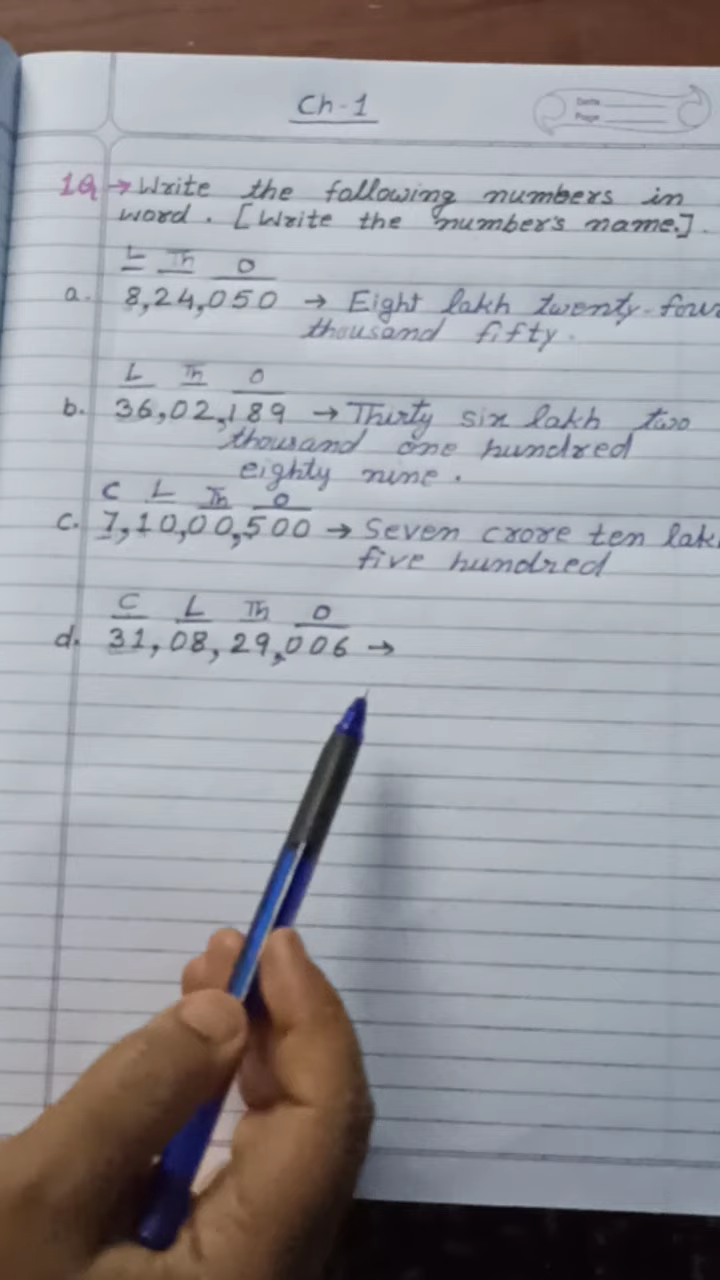 Ch-1
Date
Page
1Q → Write the following numbers in
word. [Write the number's name.].
L Th O
a. 8,24,050 → Eight lakh twenty-four
thousand fifty.
L Th O
b. 36,02,189 → Thirty six lakh two
thousand one hundred
eighty nine.
C L Th O
c. 7,10,00,500 → Seven crore ten lak
five hundred
C L Th O
d. 31,08,29,006 →